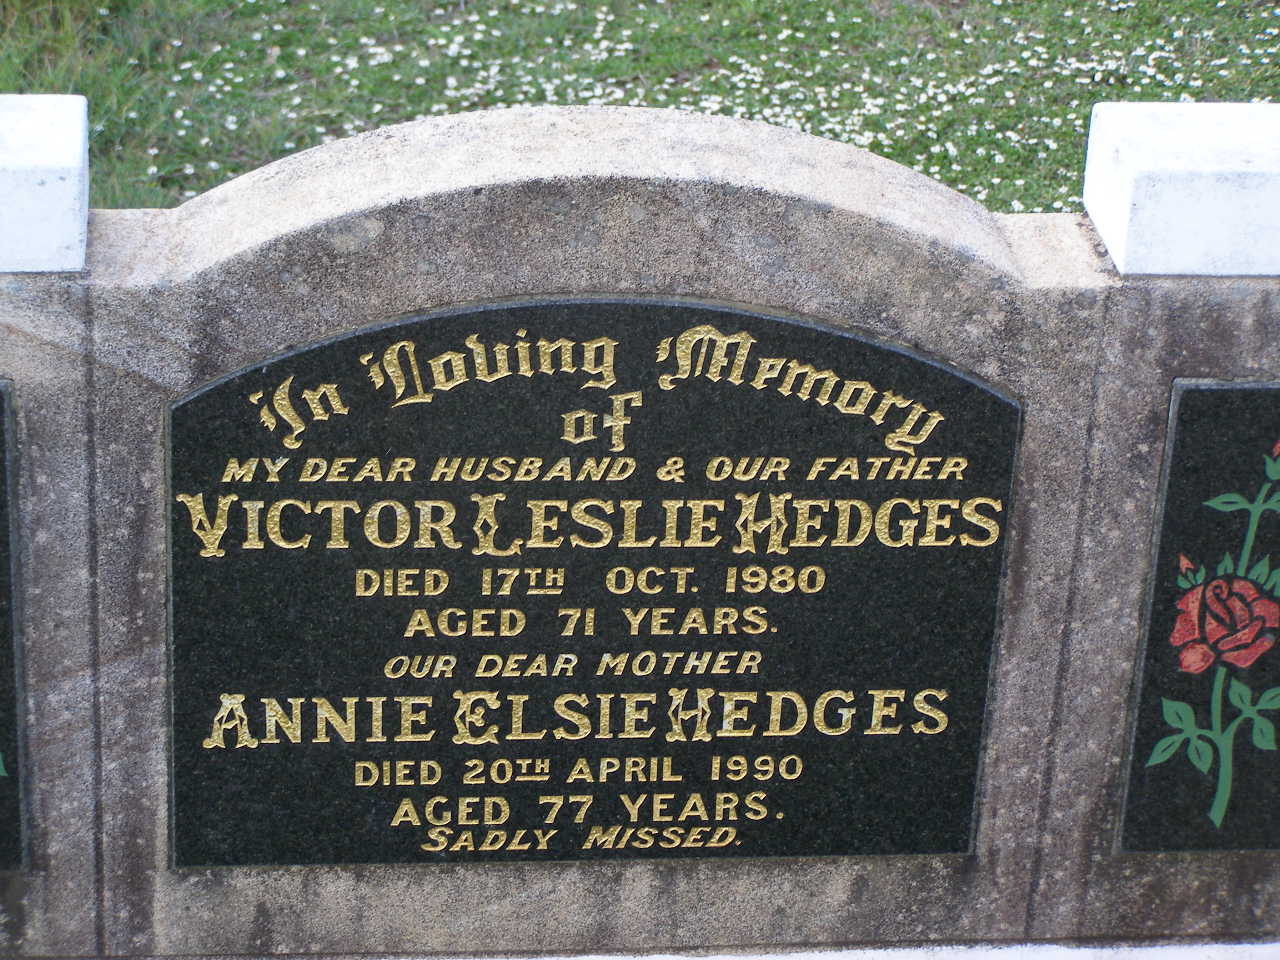 In Loving Memory
of
MY DEAR HUSBAND & OUR FATHER
VICTOR LESLIE HEDGES
DIED 17TH OCT. 1980
AGED 71 YEARS.
OUR DEAR MOTHER
ANNIE ELSIE HEDGES
DIED 20TH APRIL 1990
AGED 77 YEARS.
SADLY MISSED.